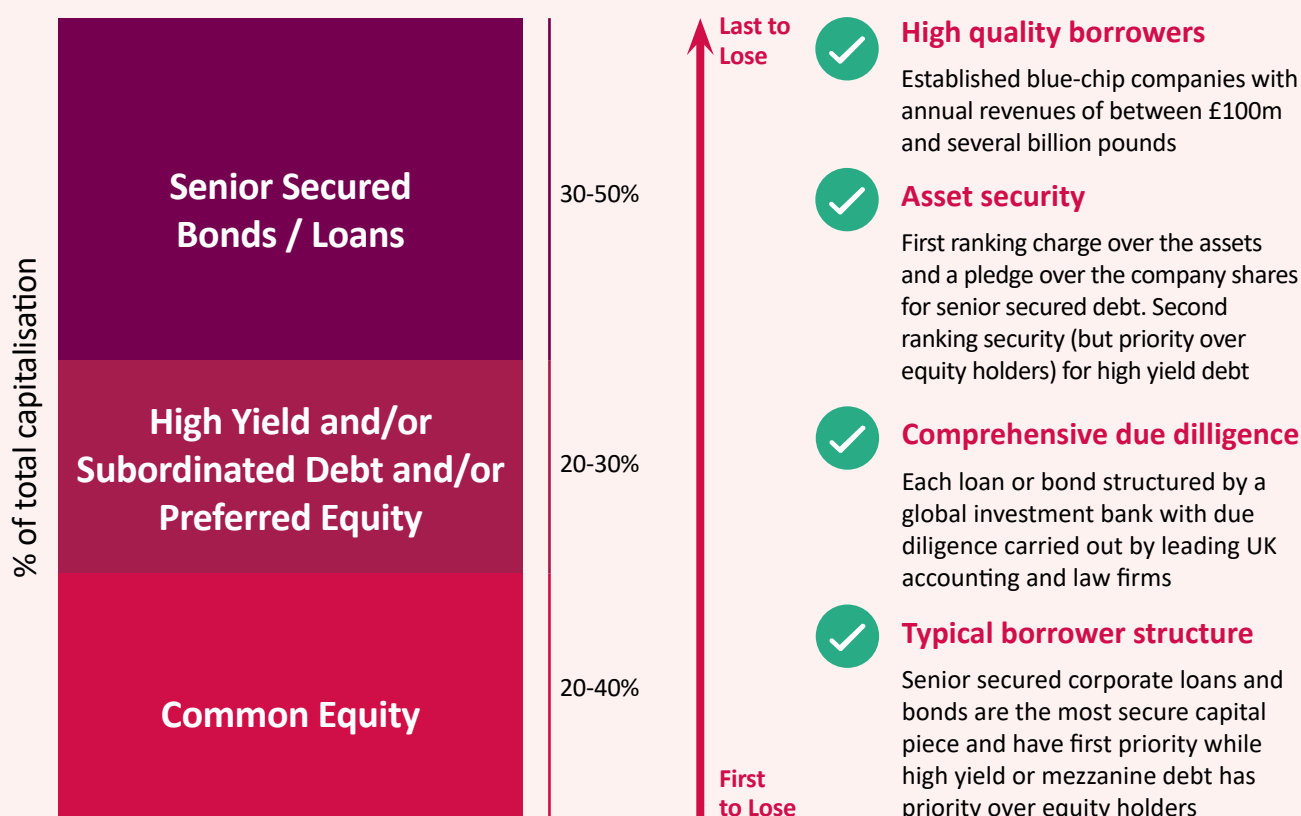 % of total capitalisation
Senior Secured
Bonds / Loans
30-50%
High Yield and/or
Subordinated Debt and/or
Preferred Equity
20-30%
Common Equity
20-40%
Last to
Lose
First
to Lose
High quality borrowers
Established blue-chip companies with
annual revenues of between £100m
and several billion pounds
Asset security
First ranking charge over the assets
and a pledge over the company shares
for senior secured debt. Second
ranking security (but priority over
equity holders) for high yield debt
Comprehensive due dilligence
Each loan or bond structured by a
global investment bank with due
diligence carried out by leading UK
accounting and law firms
Typical borrower structure
Senior secured corporate loans and
bonds are the most secure capital
piece and have first priority while
high yield or mezzanine debt has
priority over equity holders